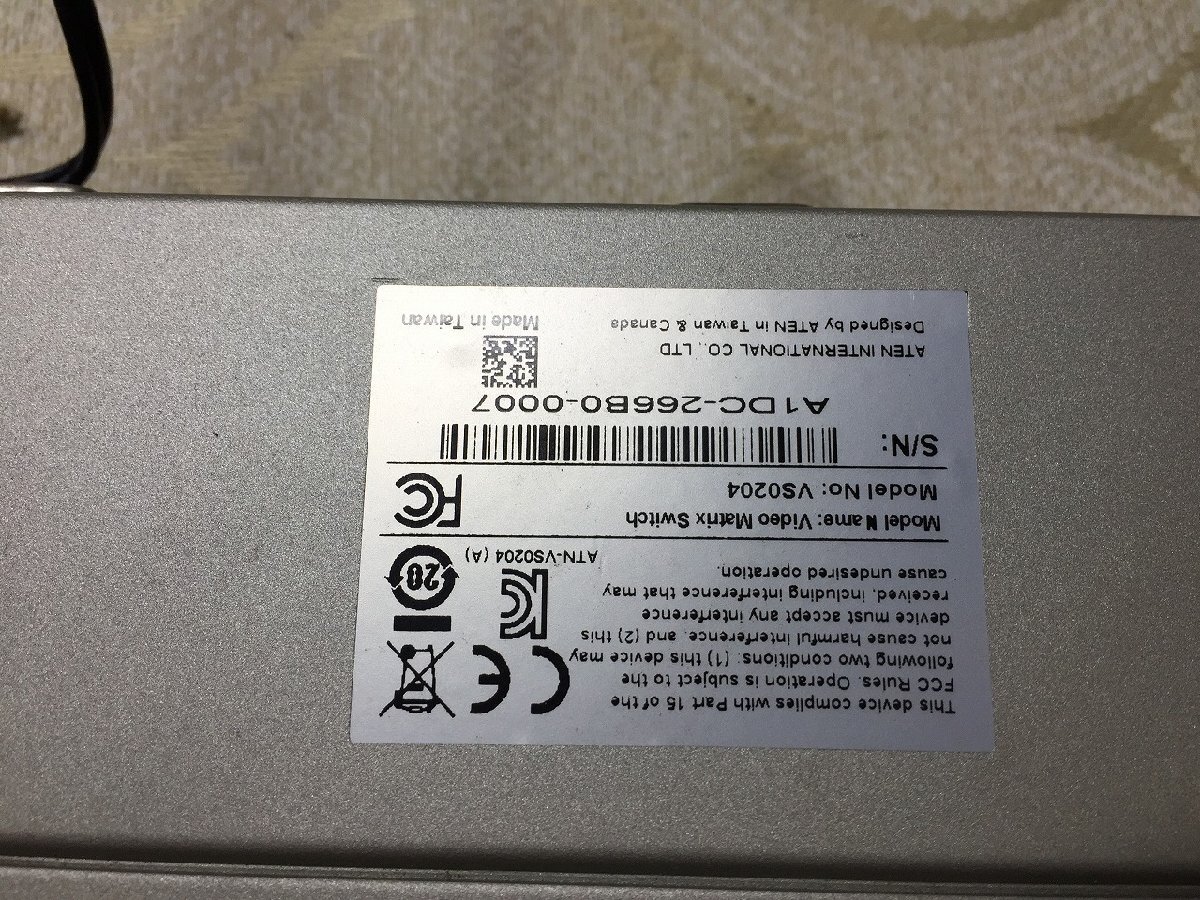 This device complies with Part 15 of the
FCC Rules. Operation is subject to the
following two conditions: (1) this device may
not cause harmful interference, and (2) this
device must accept any interference
received, including interference that may
cause undesired operation.
CE
20
ATN-VS0204 (A)
Model Name: Video Matrix Switch
Model No: VS0204
FC
S/N:
A1DC-266B0-0007
ATEN INTERNATIONAL CO., LTD
Designed by ATEN in Taiwan & Canada
Made in Taiwan